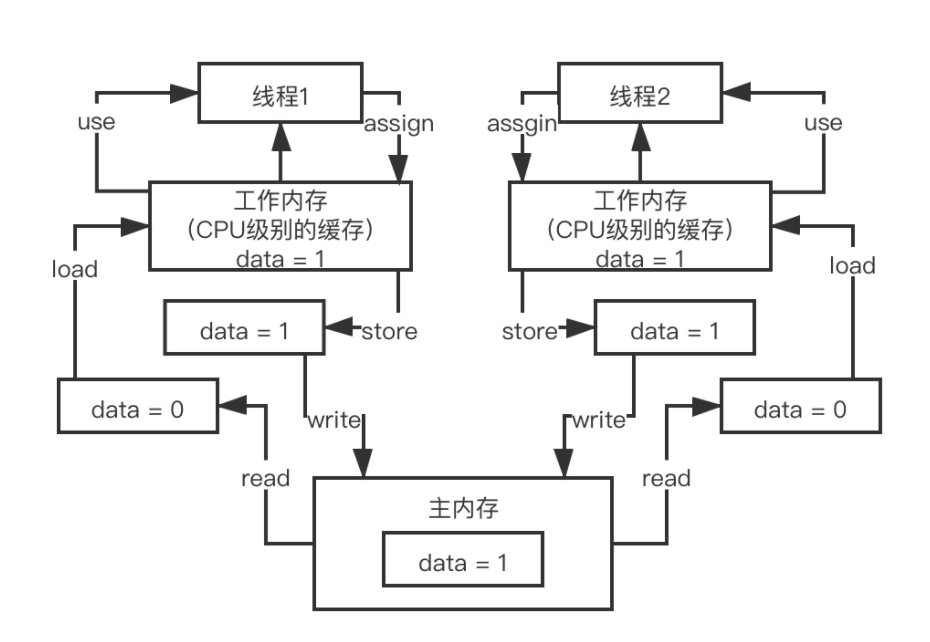 线程1
线程2
use
assign
assgin
use
工作内存
（CPU级别的缓存）
data = 1
工作内存
（CPU级别的缓存）
data = 1
load
load
data = 1
store
store
data = 1
data = 0
data = 0
write
write
read
read
主内存
data = 1